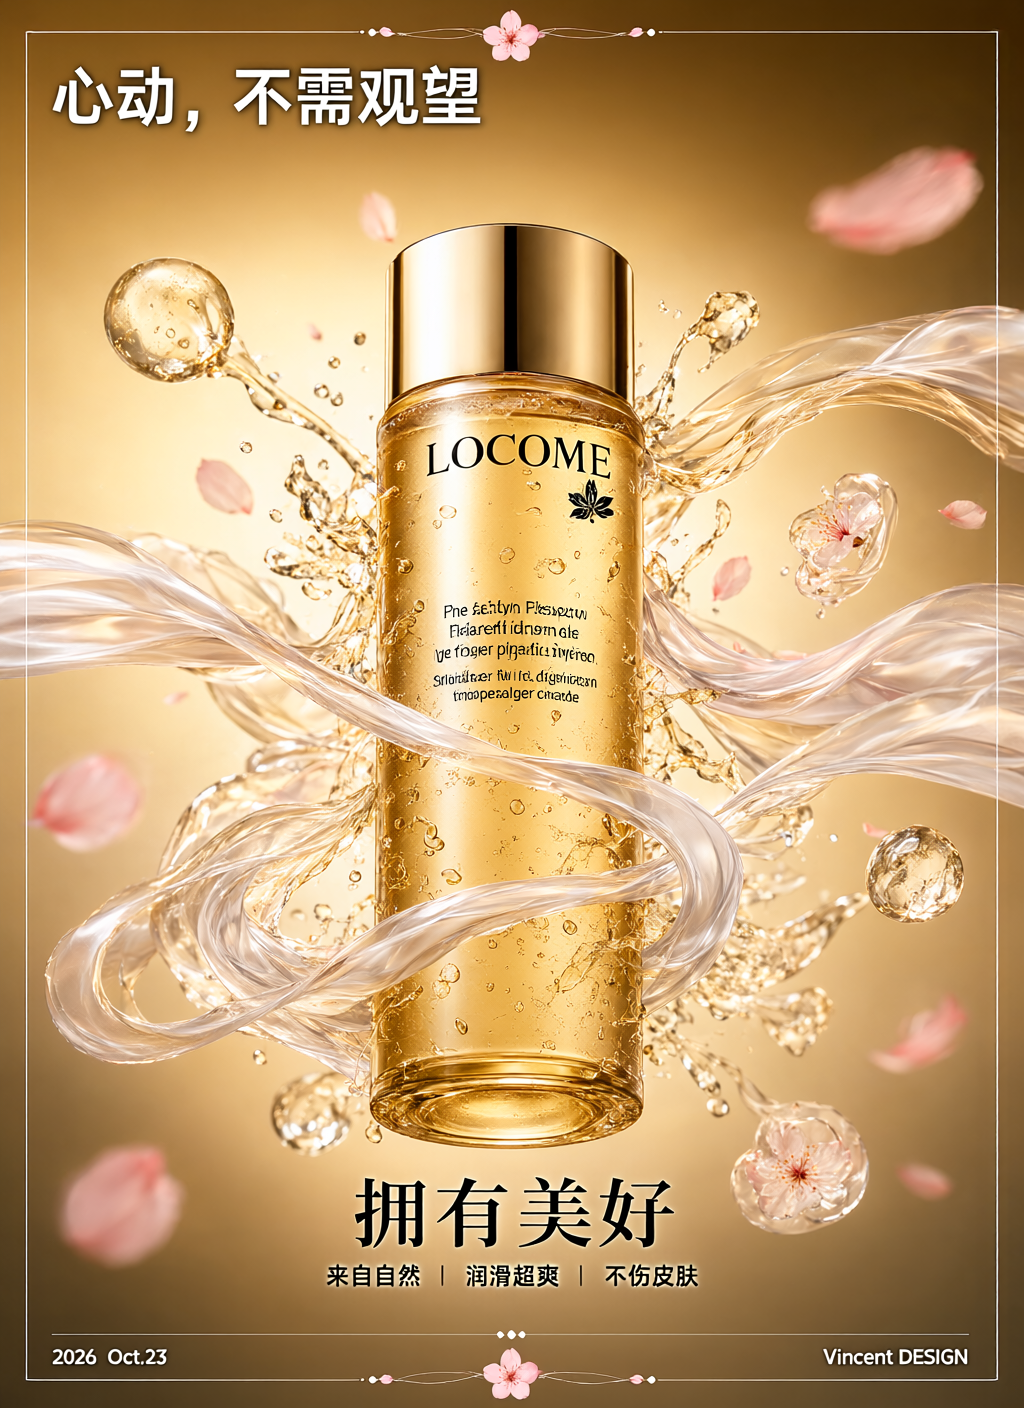 心动，不需观望
LOCOME
拥有美好
来自自然 | 润滑超爽 | 不伤皮肤
2026 Oct.23
Vincent DESIGN